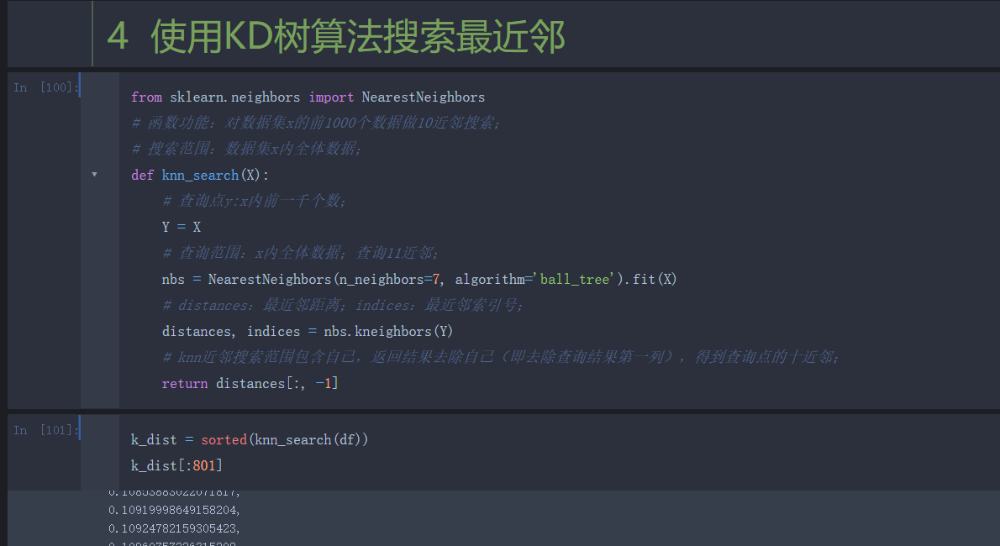 4 使用KD树算法搜索最近邻
In [100]:
from sklearn.neighbors import NearestNeighbors
# 函数功能：对数据集x的前1000个数据做10近邻搜索；
# 搜索范围：数据集x内全体数据；
def knn_search(X):
# 查询点y:x内前一千个数；
Y = X
# 查询范围：x内全体数据；查询11近邻；
nbs = NearestNeighbors(n_neighbors=7, algorithm='ball_tree').fit(X)
# distances：最近邻距离；indices：最近邻索引号；
distances, indices = nbs.kneighbors(Y)
# knn近邻搜索范围包含自己，返回结果去除自己（即去除查询结果第一列），得到查询点的十近邻；
return distances[:, -1]
In [101]:
k_dist = sorted(knn_search(df))
k_dist[:801]
0.10919998649158204,
0.10924782159305423,